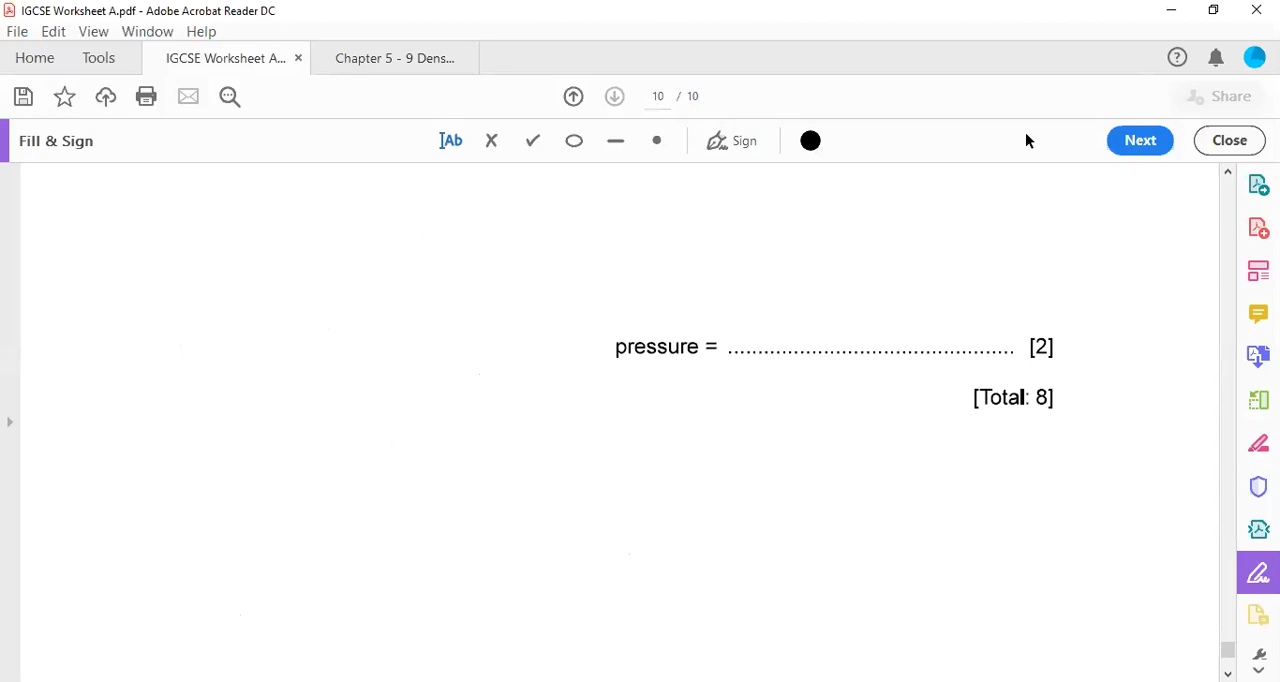 IGCSE Worksheet A.pdf - Adobe Acrobat Reader DC
File Edit View Window Help
Home Tools IGCSE Worksheet A... × Chapter 5 - 9 Dens...
10 / 10 Share
Fill & Sign Ab Sign Next Close
pressure = ................................................ [2]
[Total: 8]